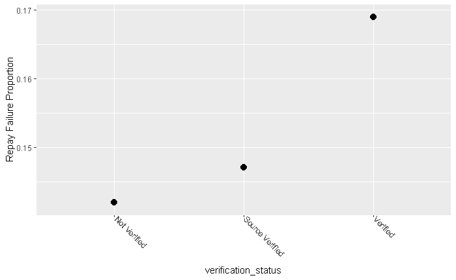 0.17
0.16
0.15
Repay Failure Proportion
Not Verified
Source Verified
Verified
verification_status